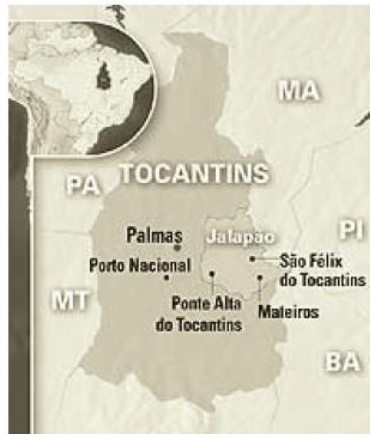 MA
TOCANTINS
PA
Palmas
Jalapão
PI
Porto Nacional
São Félix
do Tocantins
MT
Ponte Alta
do Tocantins
Mateiros
BA